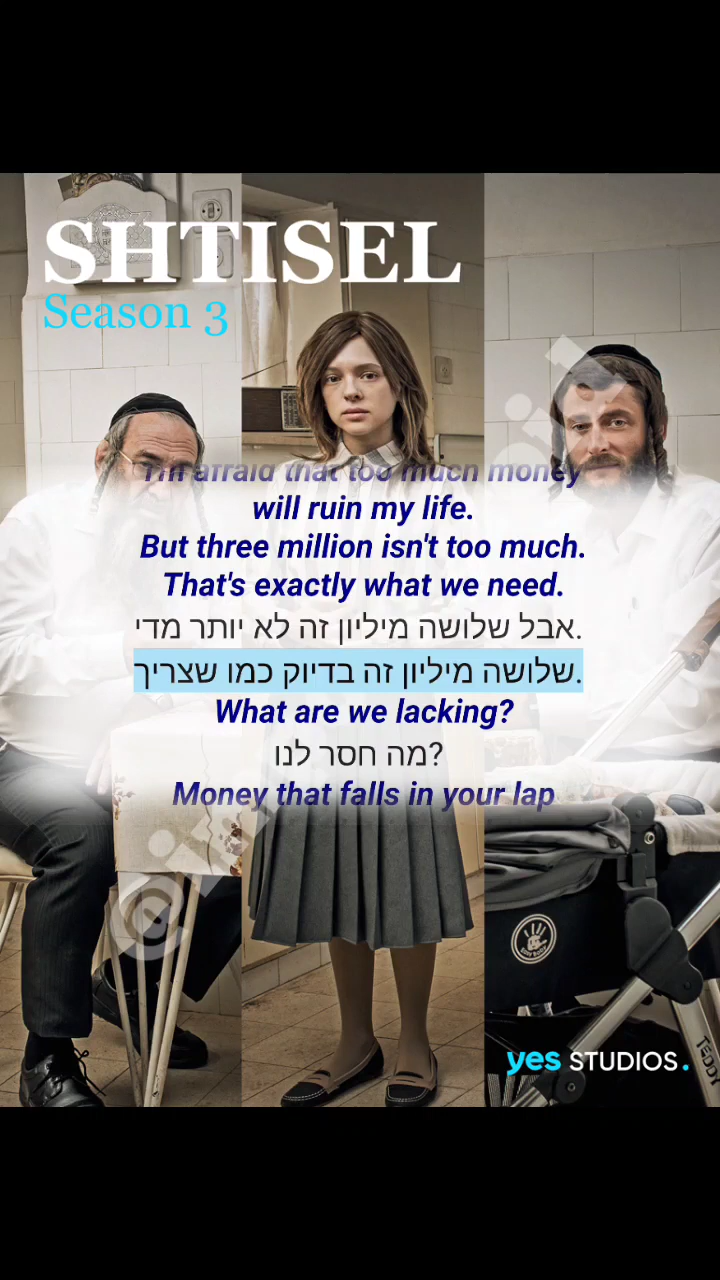 SHTISEL
Season 3
I'm afraid that too much money
will ruin my life.
But three million isn't too much.
That's exactly what we need.
אבל שלושה מיליון זה לא יותר מדי.
שלושה מיליון זה בדיוק כמו שצריך.
What are we lacking?
מה חסר לנו?
Money that falls in your lap
yes STUDIOS.
TEDDY